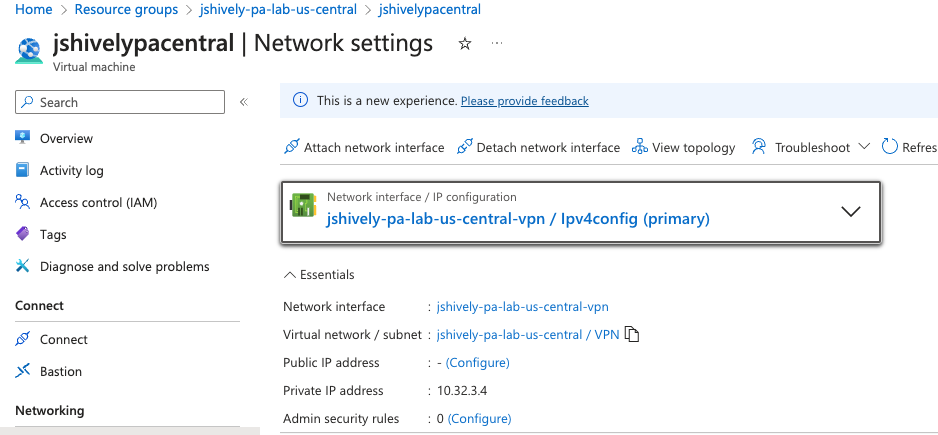 Home > Resource groups > jshively-pa-lab-us-central > jshivelypacentral
jshivelypacentral | Network settings ☆ ...
Virtual machine
Search «
Overview
Activity log
Access control (IAM)
Tags
Diagnose and solve problems
Connect
Connect
Bastion
Networking
This is a new experience. Please provide feedback
Attach network interface Detach network interface View topology Troubleshoot Refres
Network interface / IP configuration
jshively-pa-lab-us-central-vpn / Ipv4config (primary)
Essentials
Network interface : jshively-pa-lab-us-central-vpn
Virtual network / subnet : jshively-pa-lab-us-central / VPN
Public IP address : - (Configure)
Private IP address : 10.32.3.4
Admin security rules : 0 (Configure)